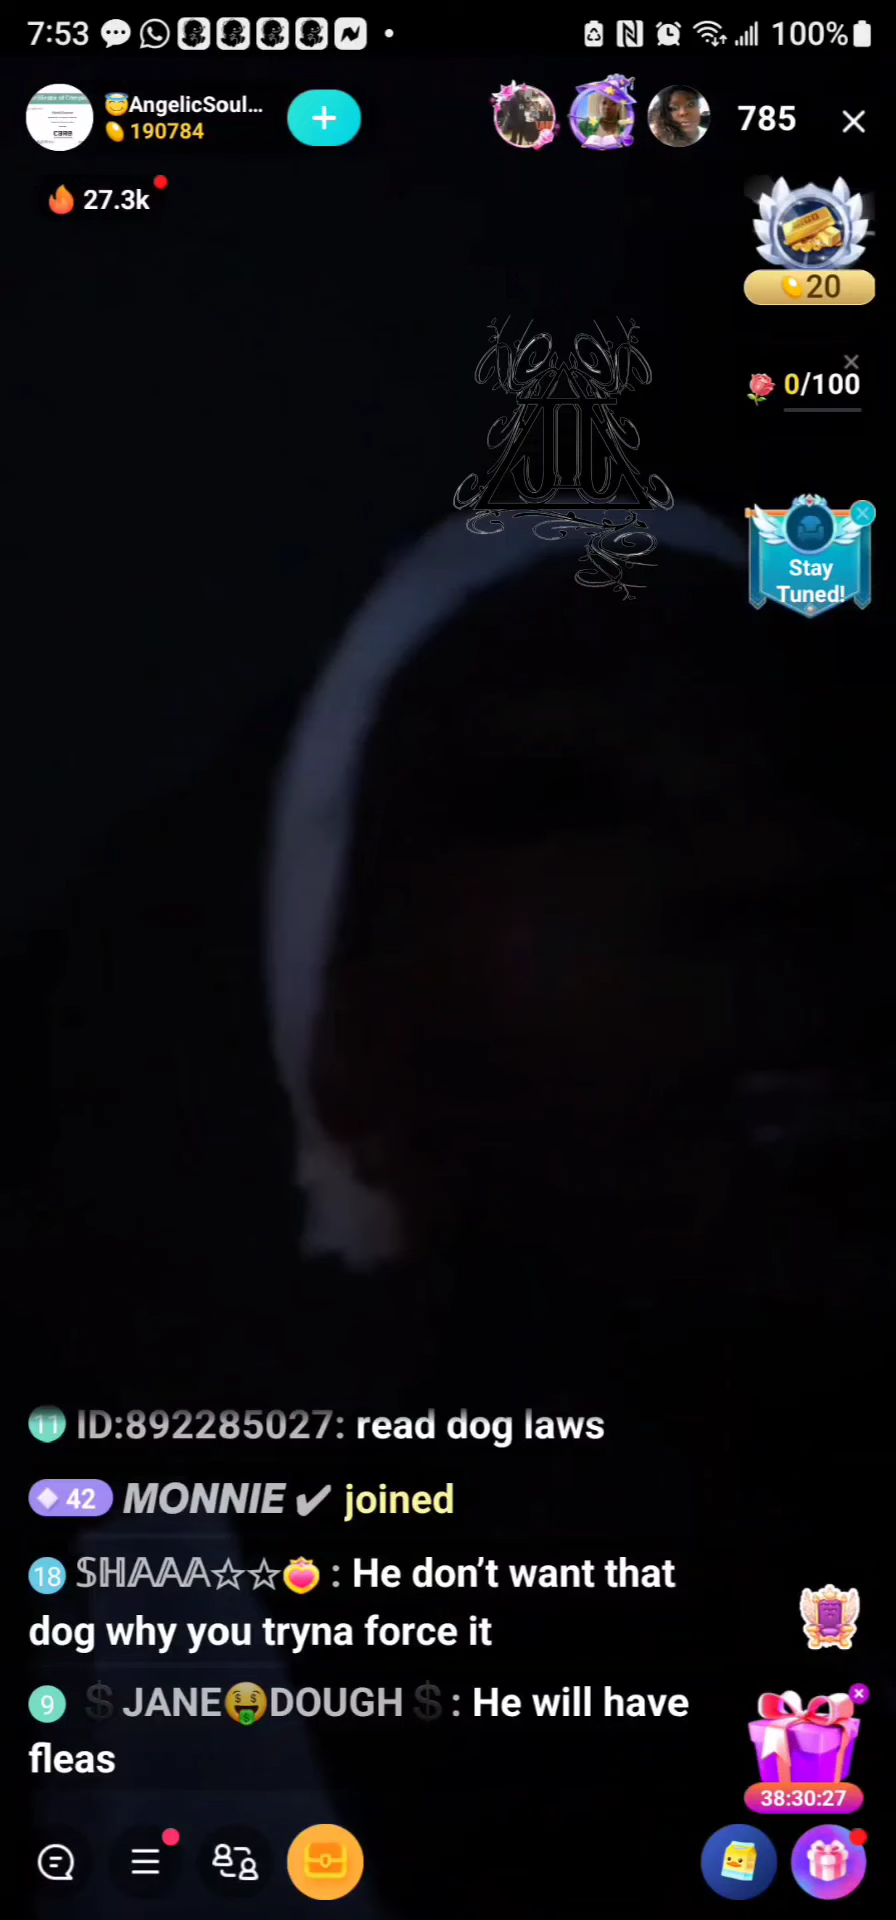 7:53 100%
😇AngelicSoul...
190784
785
27.3k
20
0/100
Stay
Tuned!
11 ID:892285027: read dog laws
42 MONNIE ✔ joined
18 𝕊ℍ𝔸𝔸𝔸☆☆ : He don't want that
dog why you tryna force it
9 $JANE🤑DOUGH$ : He will have
fleas
38:30:27